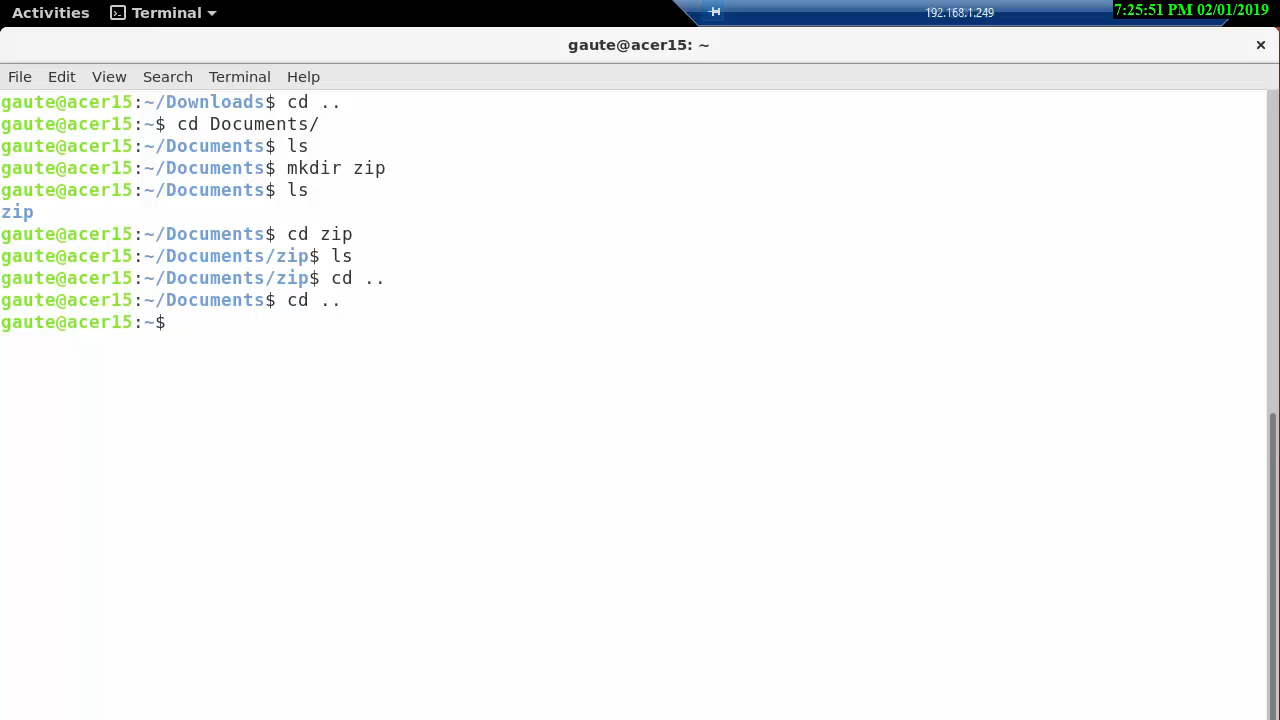 Activities Terminal 192.168.1.249 7:25:51 PM 02/01/2019
gaute@acer15: ~
File Edit View Search Terminal Help
gaute@acer15:~/Downloads$ cd ..
gaute@acer15:~$ cd Documents/
gaute@acer15:~/Documents$ ls
gaute@acer15:~/Documents$ mkdir zip
gaute@acer15:~/Documents$ ls
zip
gaute@acer15:~/Documents$ cd zip
gaute@acer15:~/Documents/zip$ ls
gaute@acer15:~/Documents/zip$ cd ..
gaute@acer15:~/Documents$ cd ..
gaute@acer15:~$